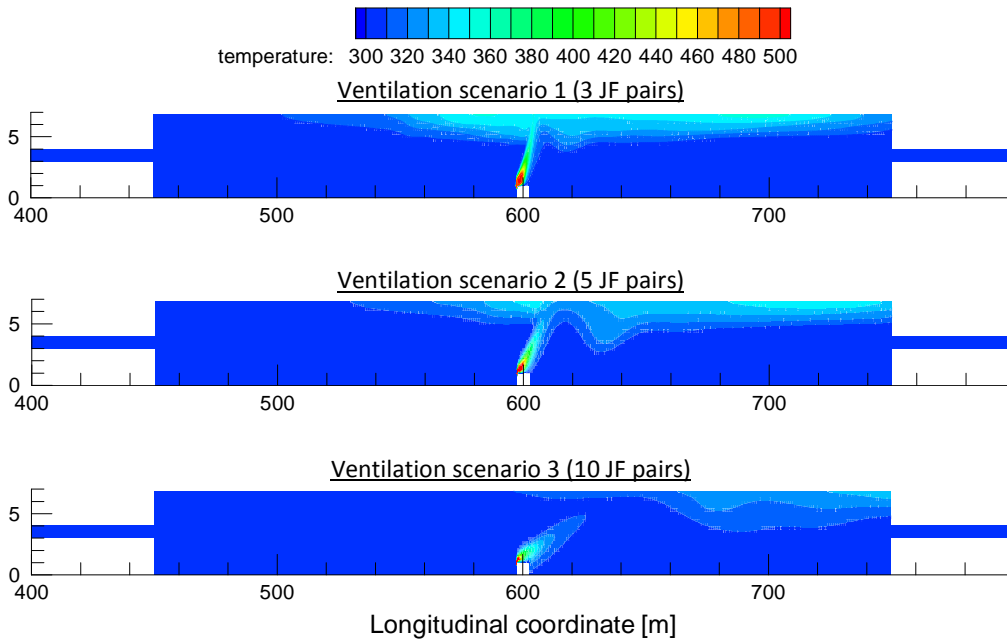 temperature: 300 320 340 360 380 400 420 440 460 480 500
Ventilation scenario 1 (3 JF pairs)
5
0
400 500 600 700
Ventilation scenario 2 (5 JF pairs)
5
0
400 500 600 700
Ventilation scenario 3 (10 JF pairs)
5
0
400 500 600 700
Longitudinal coordinate [m]